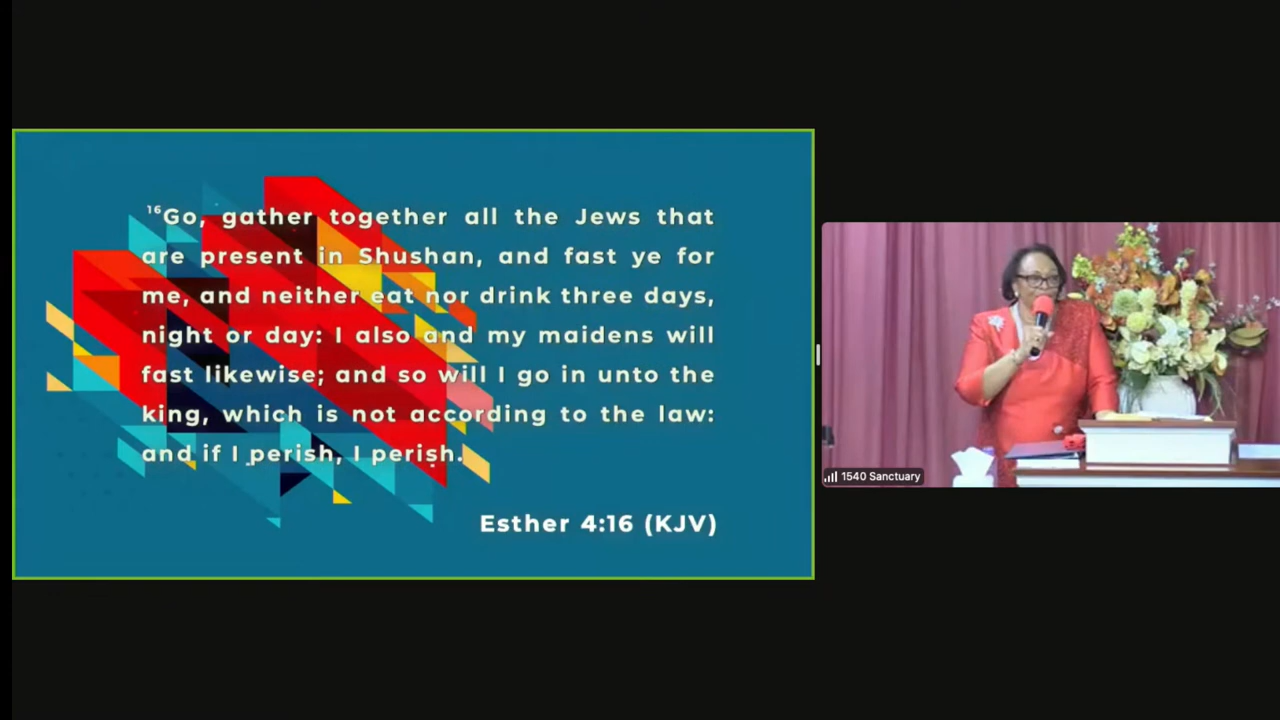 ¹⁶Go, gather together all the Jews that
are present in Shushan, and fast ye for
me, and neither eat nor drink three days,
night or day: I also and my maidens will
fast likewise; and so will I go in unto the
king, which is not according to the law:
and if I perish, I perish.
Esther 4:16 (KJV)
1540 Sanctuary